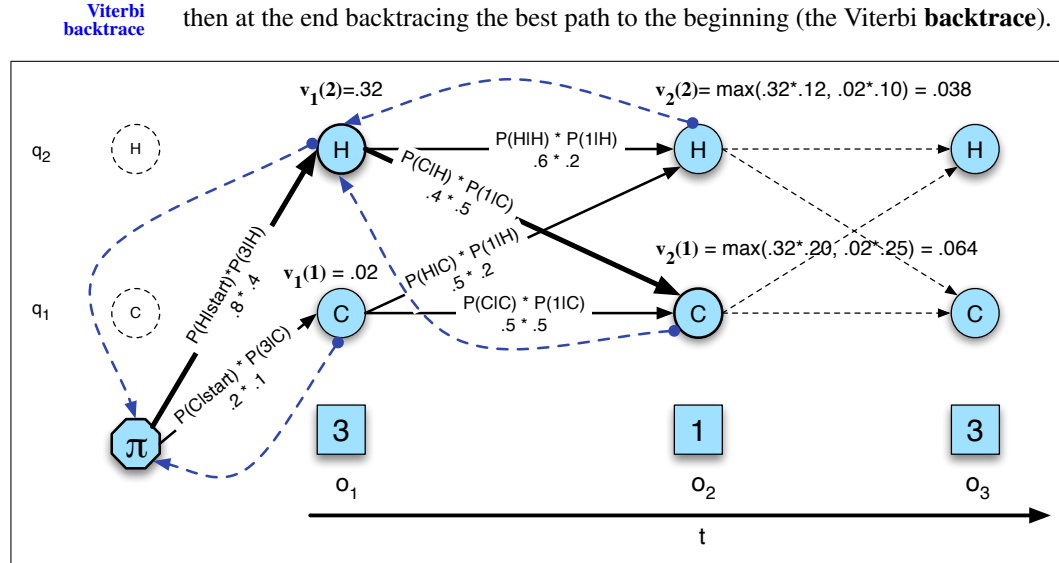 Viterbi
backtrace
then at the end backtracing the best path to the beginning (the Viterbi backtrace).
v1(2)=.32
v2(2)= max(.32*.12, .02*.10) = .038
q2
H
H
P(H|H) * P(1|H)
.6 * .2
H
H
P(C|H) * P(1|C)
.4 * .5
P(H|start)*P(3|H)
.8 * .4
v1(1) = .02
P(H|C) * P(1|H)
.5 * .2
v2(1) = max(.32*.20, .02*.25) = .064
q1
C
C
P(C|C) * P(1|C)
.5 * .5
C
C
P(C|start) * P(3|C)
.2 * .1
π
3
1
3
o1
o2
o3
t